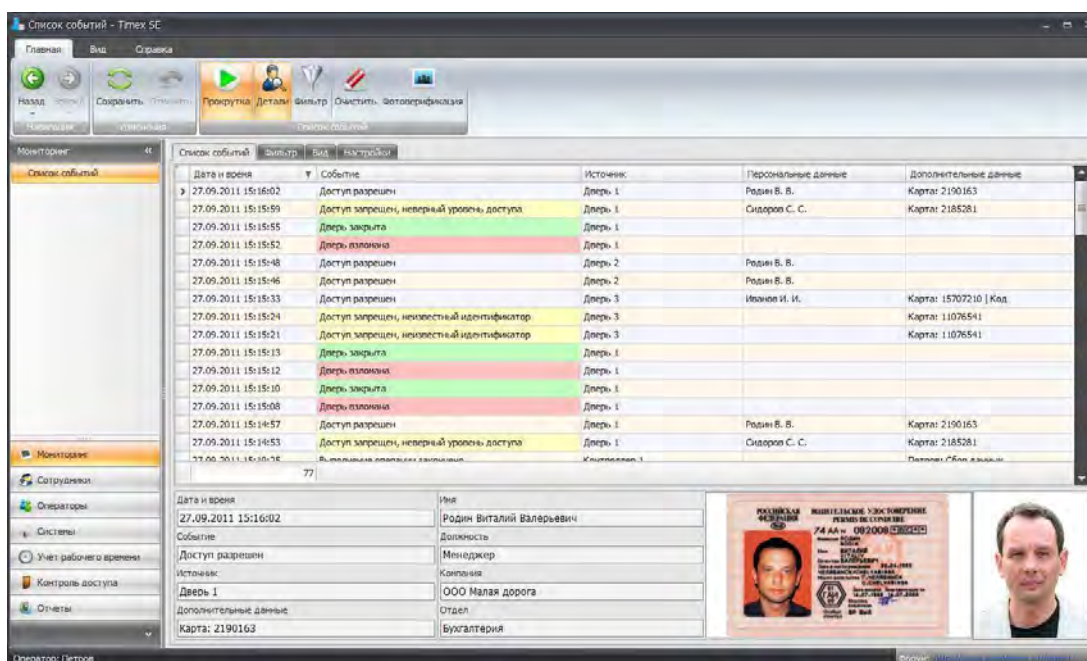 Список событий - Timex SE
Главная Вид Справка
Назад Сохранить Прокрутка Детали Фильтр Очистить Фотоверификация
Список событий
Мониторинг
Список событий
Список событий Фильтр Вид Настройки
Дата и время Событие Источник Персональные данные Дополнительные данные
27.09.2011 15:16:02 Доступ разрешен Дверь 1 Родин В. В. Карта: 2190163
27.09.2011 15:15:59 Доступ запрещен, неверный уровень доступа Дверь 1 Сидоров С. С. Карта: 2185281
27.09.2011 15:15:55 Дверь закрыта Дверь 1
27.09.2011 15:15:52 Дверь взломана Дверь 1
27.09.2011 15:15:48 Доступ разрешен Дверь 2 Родин В. В.
27.09.2011 15:15:46 Доступ разрешен Дверь 2 Родин В. В.
27.09.2011 15:15:33 Доступ разрешен Дверь 3 Иванов И. И. Карта: 15707210 | Код
27.09.2011 15:15:24 Доступ запрещен, неизвестный идентификатор Дверь 3 Карта: 11076541
27.09.2011 15:15:21 Доступ запрещен, неизвестный идентификатор Дверь 3 Карта: 11076541
27.09.2011 15:15:13 Дверь закрыта Дверь 1
27.09.2011 15:15:12 Дверь взломана Дверь 1
27.09.2011 15:15:10 Дверь закрыта Дверь 1
27.09.2011 15:15:08 Дверь взломана Дверь 1
27.09.2011 15:14:57 Доступ разрешен Дверь 1 Родин В. В. Карта: 2190163
27.09.2011 15:14:53 Доступ запрещен, неверный уровень доступа Дверь 1 Сидоров С. С. Карта: 2185281
77
Мониторинг
Сотрудники
Операторы
Системы
Учет рабочего времени
Контроль доступа
Отчеты
Дата и время Имя
27.09.2011 15:16:02 Родин Виталий Валерьевич
Событие Должность
Доступ разрешен Менеджер
Источник Компания
Дверь 1 ООО Малая дорога
Дополнительные данные Отдел
Карта: 2190163 Бухгалтерия
РОССИЙСКАЯ ФЕДЕРАЦИЯ
ВОДИТЕЛЬСКОЕ УДОСТОВЕРЕНИЕ
PERMIS DE CONDUIRE
Оператор: Петров